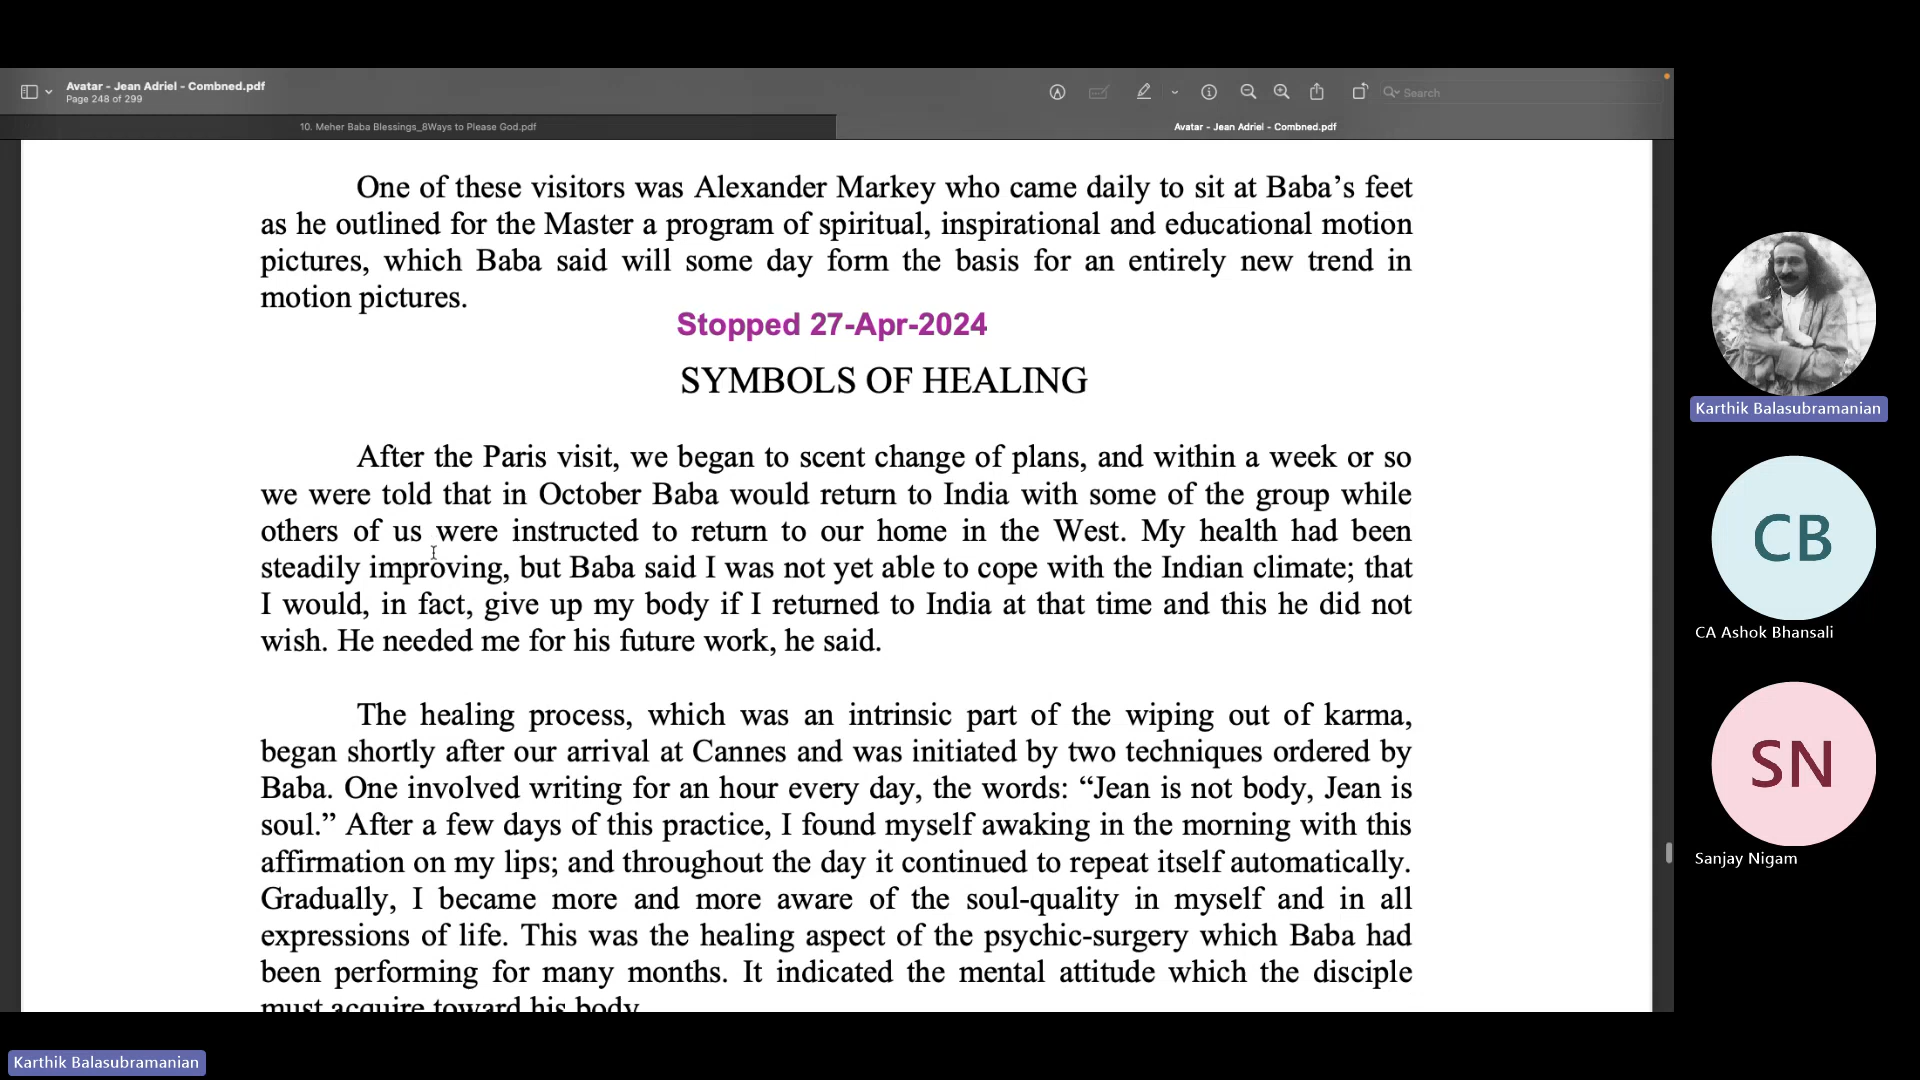 Avatar - Jean Adriel - Combned.pdf
Page 248 of 299
Search
10. Meher Baba Blessings_8Ways to Please God.pdf
Avatar - Jean Adriel - Combned.pdf
One of these visitors was Alexander Markey who came daily to sit at Baba’s feet
as he outlined for the Master a program of spiritual, inspirational and educational motion
pictures, which Baba said will some day form the basis for an entirely new trend in
motion pictures.
Stopped 27-Apr-2024
SYMBOLS OF HEALING
After the Paris visit, we began to scent change of plans, and within a week or so
we were told that in October Baba would return to India with some of the group while
others of us were instructed to return to our home in the West. My health had been
steadily improving, but Baba said I was not yet able to cope with the Indian climate; that
I would, in fact, give up my body if I returned to India at that time and this he did not
wish. He needed me for his future work, he said.
The healing process, which was an intrinsic part of the wiping out of karma,
began shortly after our arrival at Cannes and was initiated by two techniques ordered by
Baba. One involved writing for an hour every day, the words: “Jean is not body, Jean is
soul.” After a few days of this practice, I found myself awaking in the morning with this
affirmation on my lips; and throughout the day it continued to repeat itself automatically.
Gradually, I became more and more aware of the soul-quality in myself and in all
expressions of life. This was the healing aspect of the psychic-surgery which Baba had
been performing for many months. It indicated the mental attitude which the disciple
must acquire toward his body.
Karthik Balasubramanian
CB
CA Ashok Bhansali
SN
Sanjay Nigam
Karthik Balasubramanian